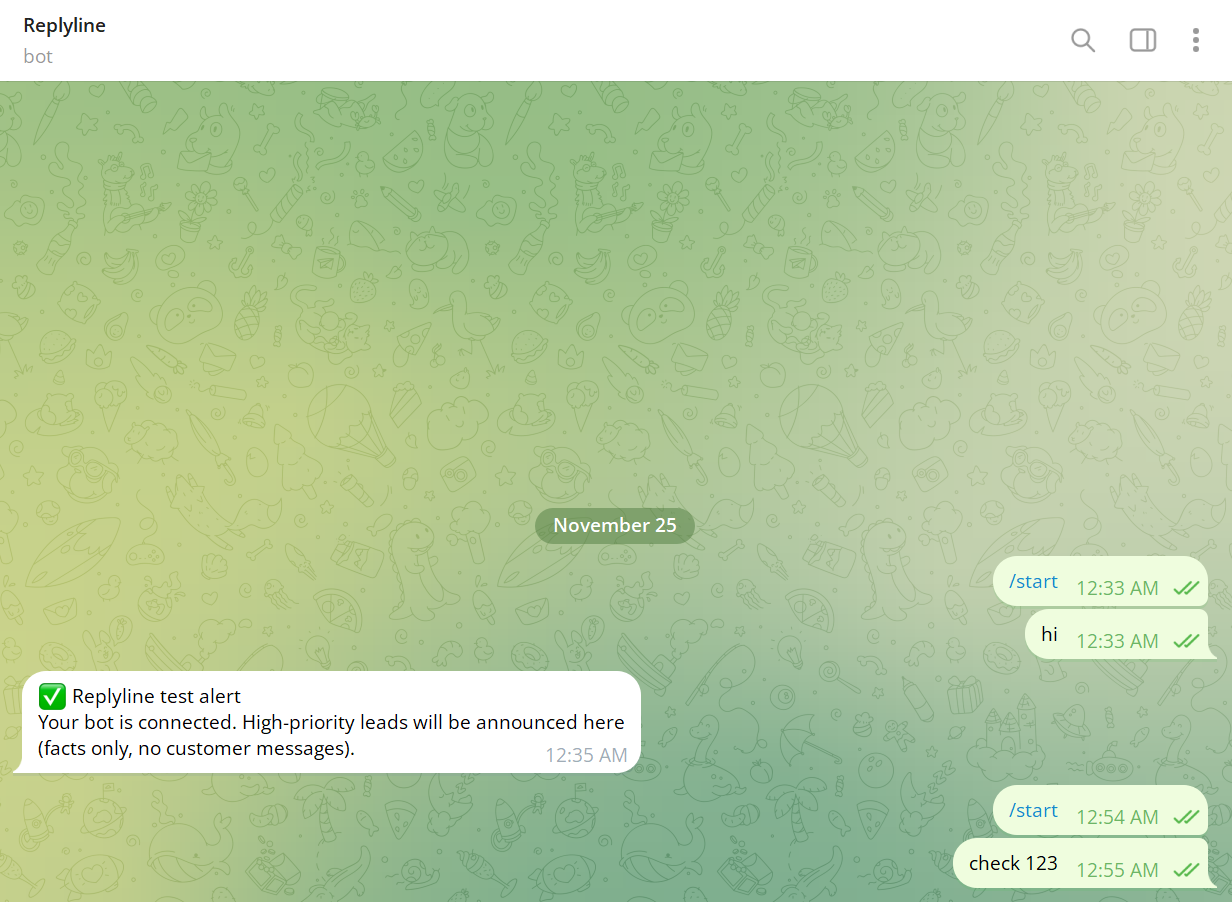 Replyline
bot
November 25
/start 12:33 AM
hi 12:33 AM
✅ Replyline test alert
Your bot is connected. High-priority leads will be announced here
(facts only, no customer messages). 12:35 AM
/start 12:54 AM
check 123 12:55 AM